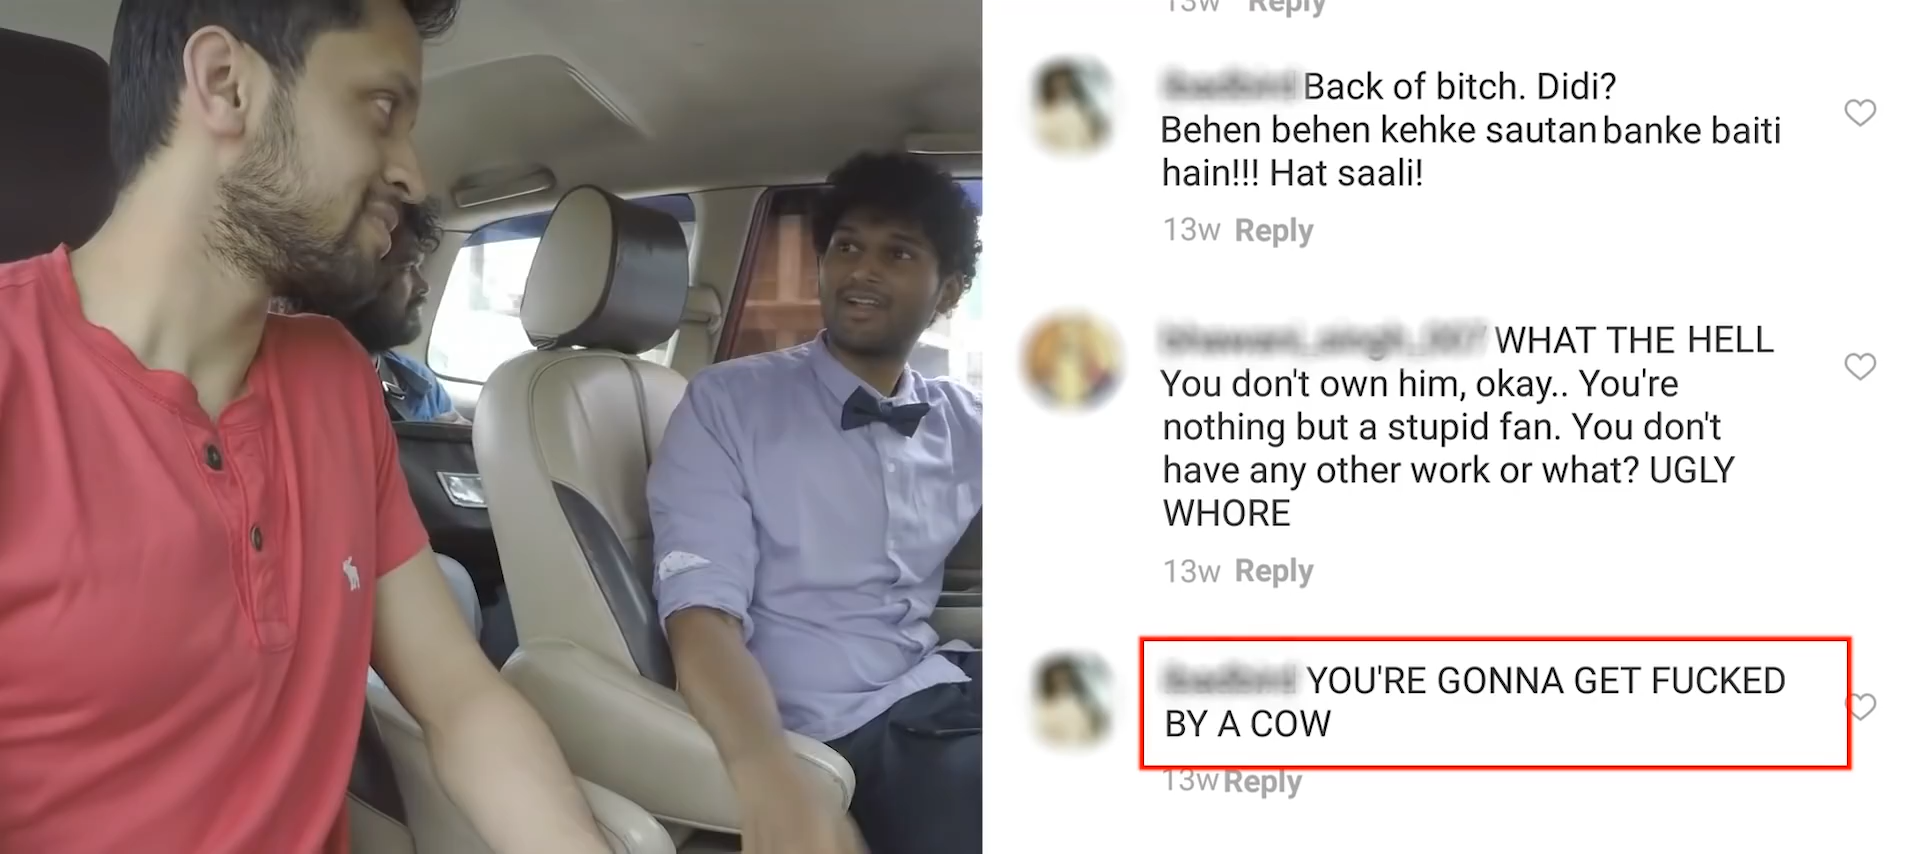 13w Reply
Back of bitch. Didi?
Behen behen kehke sautan banke baiti
hain!!! Hat saali!
13w Reply
WHAT THE HELL
You don't own him, okay.. You're
nothing but a stupid fan. You don't
have any other work or what? UGLY
WHORE
13w Reply
YOU'RE GONNA GET FUCKED
BY A COW
13w Reply